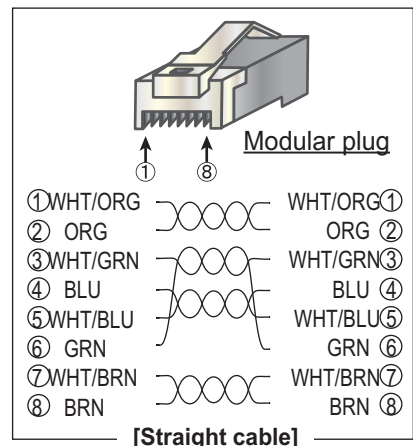 Modular plug
① ⑧
①WHT/ORG WHT/ORG①
② ORG ORG ②
③WHT/GRN WHT/GRN③
④ BLU BLU ④
⑤WHT/BLU WHT/BLU⑤
⑥ GRN GRN ⑥
⑦WHT/BRN WHT/BRN⑦
⑧ BRN BRN ⑧
[Straight cable]